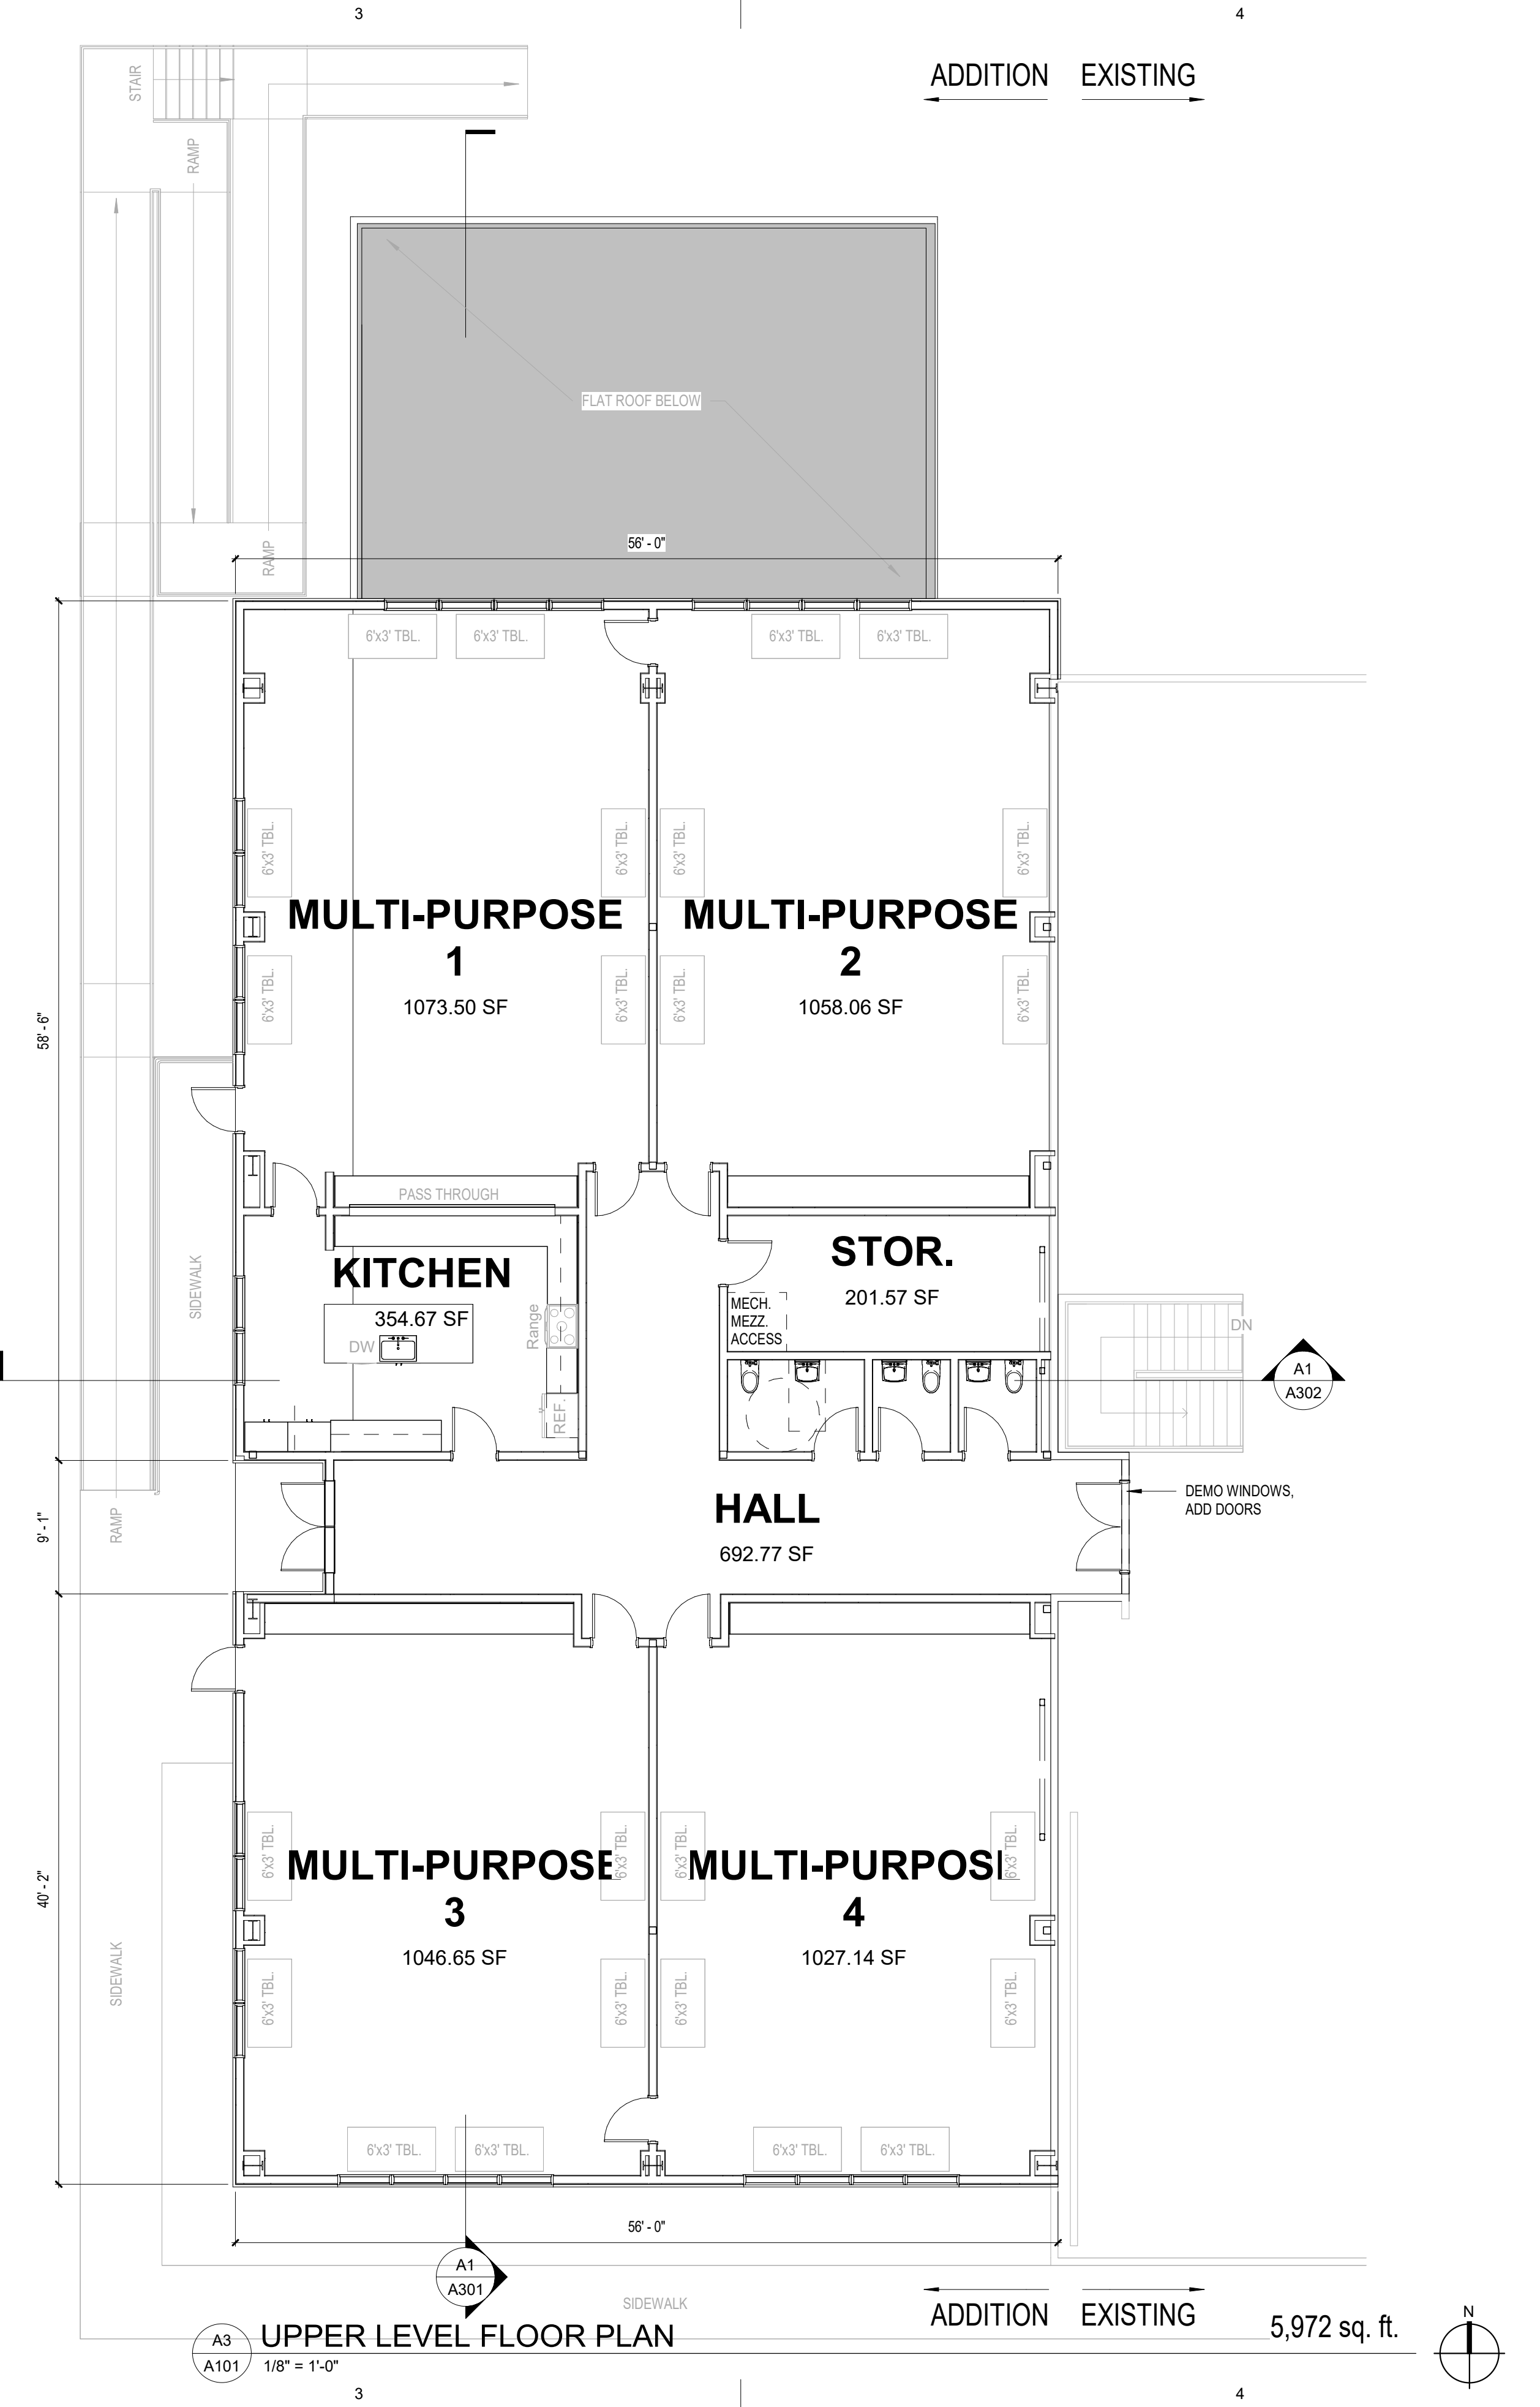 3
4
ADDITION
EXISTING
STAIR
RAMP
FLAT ROOF BELOW
56' - 0"
RAMP
6'x3' TBL.
6'x3' TBL.
6'x3' TBL.
6'x3' TBL.
6'x3' TBL.
6'x3' TBL.
6'x3' TBL.
6'x3' TBL.
MULTI-PURPOSE
1
1073.50 SF
MULTI-PURPOSE
2
1058.06 SF
6'x3' TBL.
6'x3' TBL.
6'x3' TBL.
6'x3' TBL.
58' - 6"
PASS THROUGH
SIDEWALK
KITCHEN
354.67 SF
DW
Range
REF.
STOR.
201.57 SF
MECH.
MEZZ.
ACCESS
DN
A1
A302
DEMO WINDOWS,
ADD DOORS
HALL
692.77 SF
9' - 1"
RAMP
6'x3' TBL.
6'x3' TBL.
6'x3' TBL.
6'x3' TBL.
MULTI-PURPOSE
3
1046.65 SF
MULTI-PURPOS
4
1027.14 SF
40' - 2"
SIDEWALK
6'x3' TBL.
6'x3' TBL.
6'x3' TBL.
6'x3' TBL.
6'x3' TBL.
6'x3' TBL.
6'x3' TBL.
6'x3' TBL.
56' - 0"
A1
A301
SIDEWALK
ADDITION
EXISTING
5,972 sq. ft.
N
A3
A101
UPPER LEVEL FLOOR PLAN
1/8" = 1'-0"
3
4